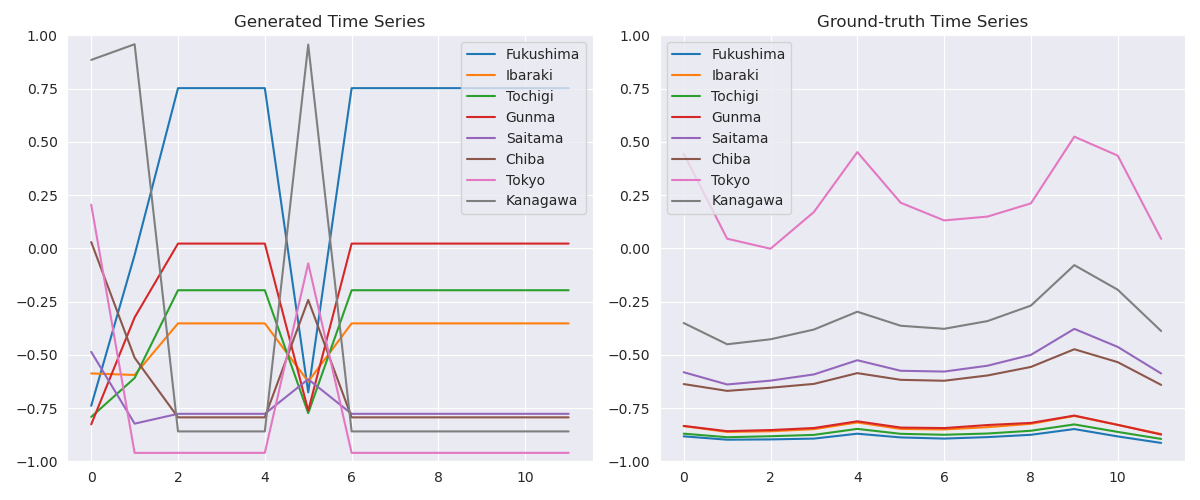 Generated Time Series
1.00
0.75
0.50
0.25
0.00
−0.25
−0.50
−0.75
−1.00
0 2 4 6 8 10
Fukushima
Ibaraki
Tochigi
Gunma
Saitama
Chiba
Tokyo
Kanagawa
Ground-truth Time Series
1.00
0.75
0.50
0.25
0.00
−0.25
−0.50
−0.75
−1.00
0 2 4 6 8 10
Fukushima
Ibaraki
Tochigi
Gunma
Saitama
Chiba
Tokyo
Kanagawa